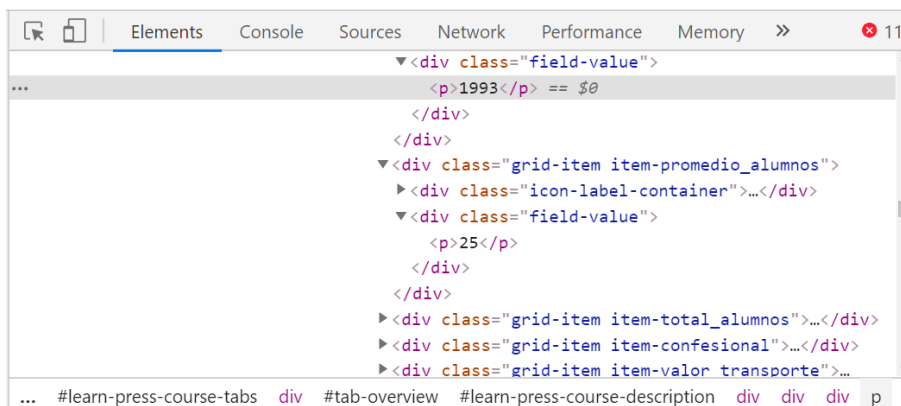 Elements Console Sources Network Performance Memory » 11
▼<div class="field-value">
... <p>1993</p> == $0
</div>
</div>
▼<div class="grid-item item-promedio_alumnos">
▶<div class="icon-label-container">…</div>
▼<div class="field-value">
<p>25</p>
</div>
</div>
▶<div class="grid-item item-total_alumnos">…</div>
▶<div class="grid-item item-confesional">…</div>
▶<div class="grid-item item-valor_transporte">…
... #learn-press-course-tabs div #tab-overview #learn-press-course-description div div div p